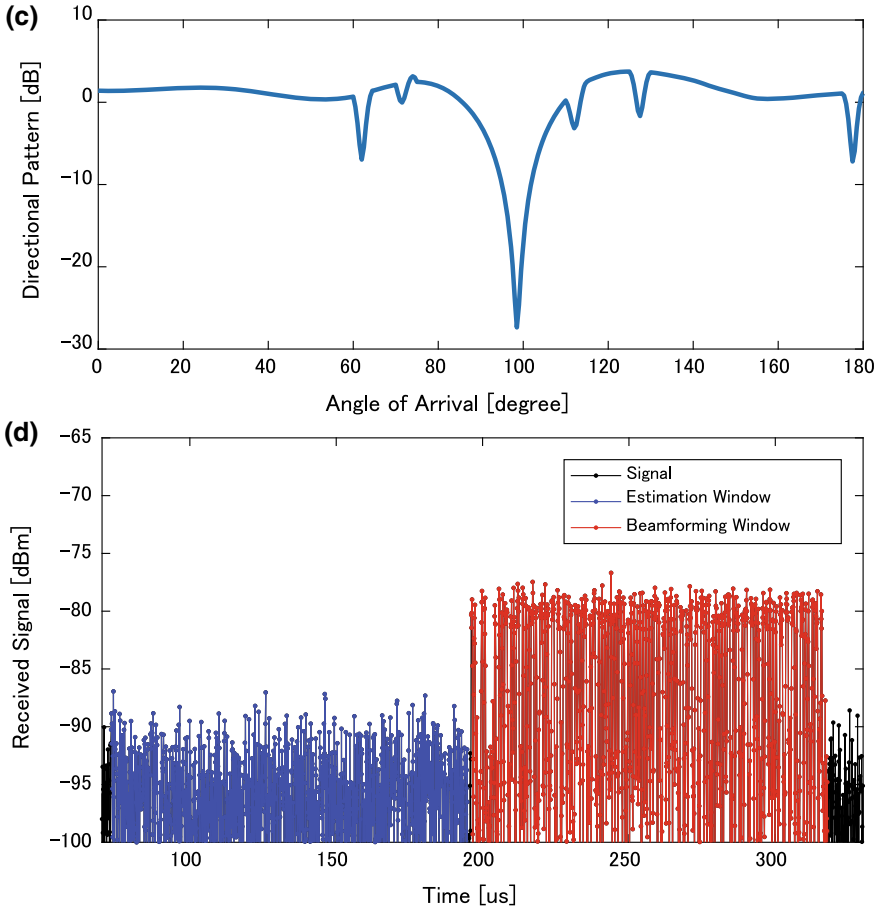 (c)
Directional Pattern [dB]
10
0
-10
-20
-30
0 20 40 60 80 100 120 140 160 180
Angle of Arrival [degree]
(d)
Received Signal [dBm]
-65
-70
-75
-80
-85
-90
-95
-100
Signal
Estimation Window
Beamforming Window
100 150 200 250 300
Time [us]